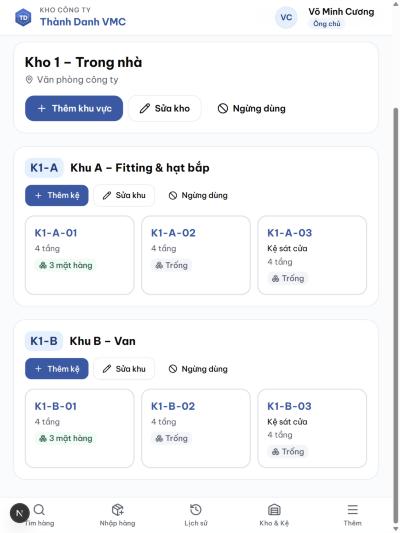 TD
KHO CÔNG TY
Thành Danh VMC
VC
Võ Minh Cương
Ông chủ
Kho 1 – Trong nhà
Văn phòng công ty
+ Thêm khu vực
Sửa kho
Ngừng dùng
K1-A Khu A – Fitting & hạt bắp
+ Thêm kệ
Sửa khu
Ngừng dùng
K1-A-01
4 tầng
3 mặt hàng
K1-A-02
4 tầng
Trống
K1-A-03
Kệ sát cửa
4 tầng
Trống
K1-B Khu B – Van
+ Thêm kệ
Sửa khu
Ngừng dùng
K1-B-01
4 tầng
3 mặt hàng
K1-B-02
4 tầng
Trống
K1-B-03
Kệ sát cửa
4 tầng
Trống
N
Tìm hàng
Nhập hàng
Lịch sử
Kho & Kệ
Thêm